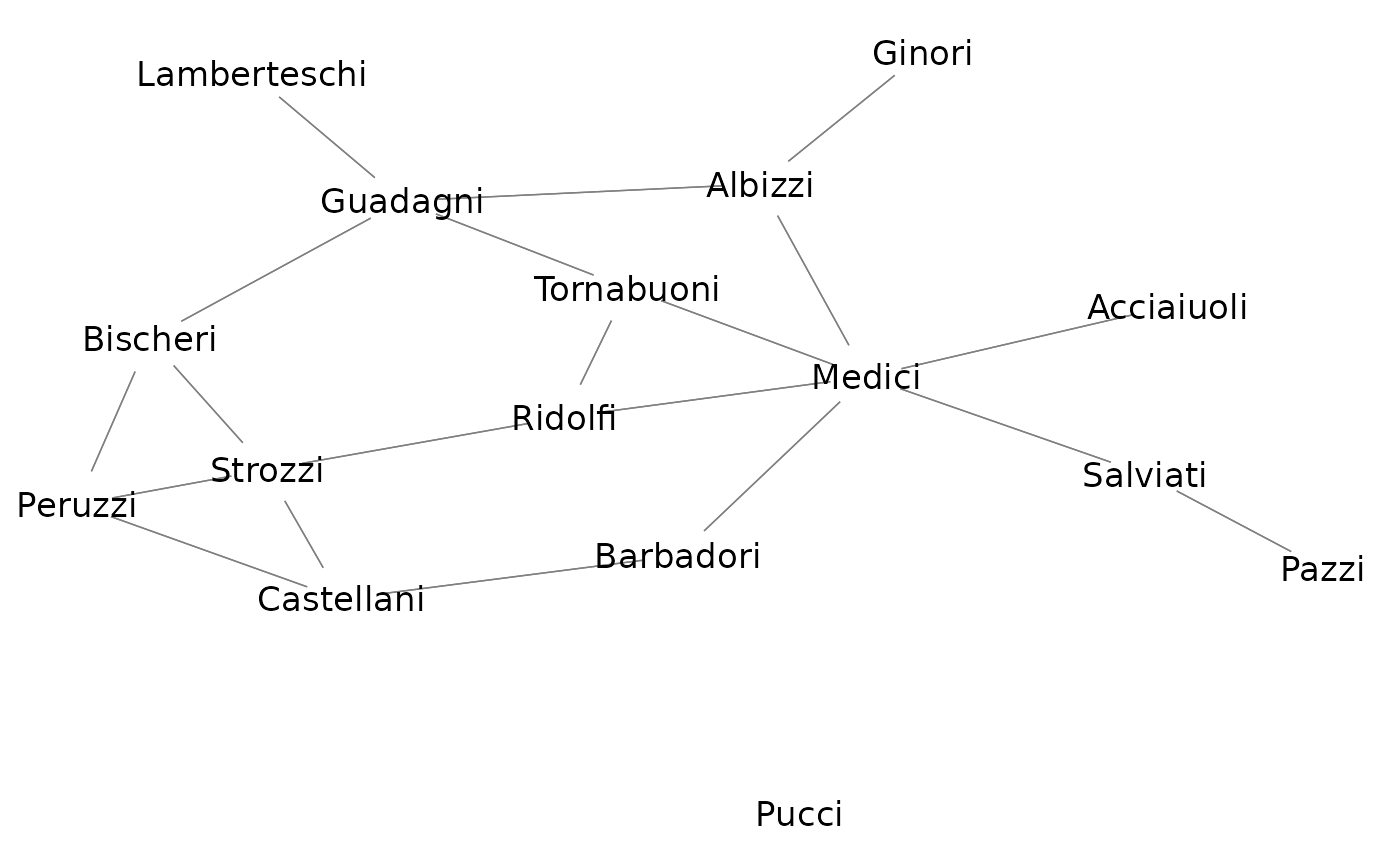 Ginori
Lamberteschi
Albizzi
Guadagni
Tornabuoni
Acciaiuoli
Bischeri
Medici
Ridolfi
Strozzi
Salviati
Peruzzi
Barbadori
Pazzi
Castellani
Pucci